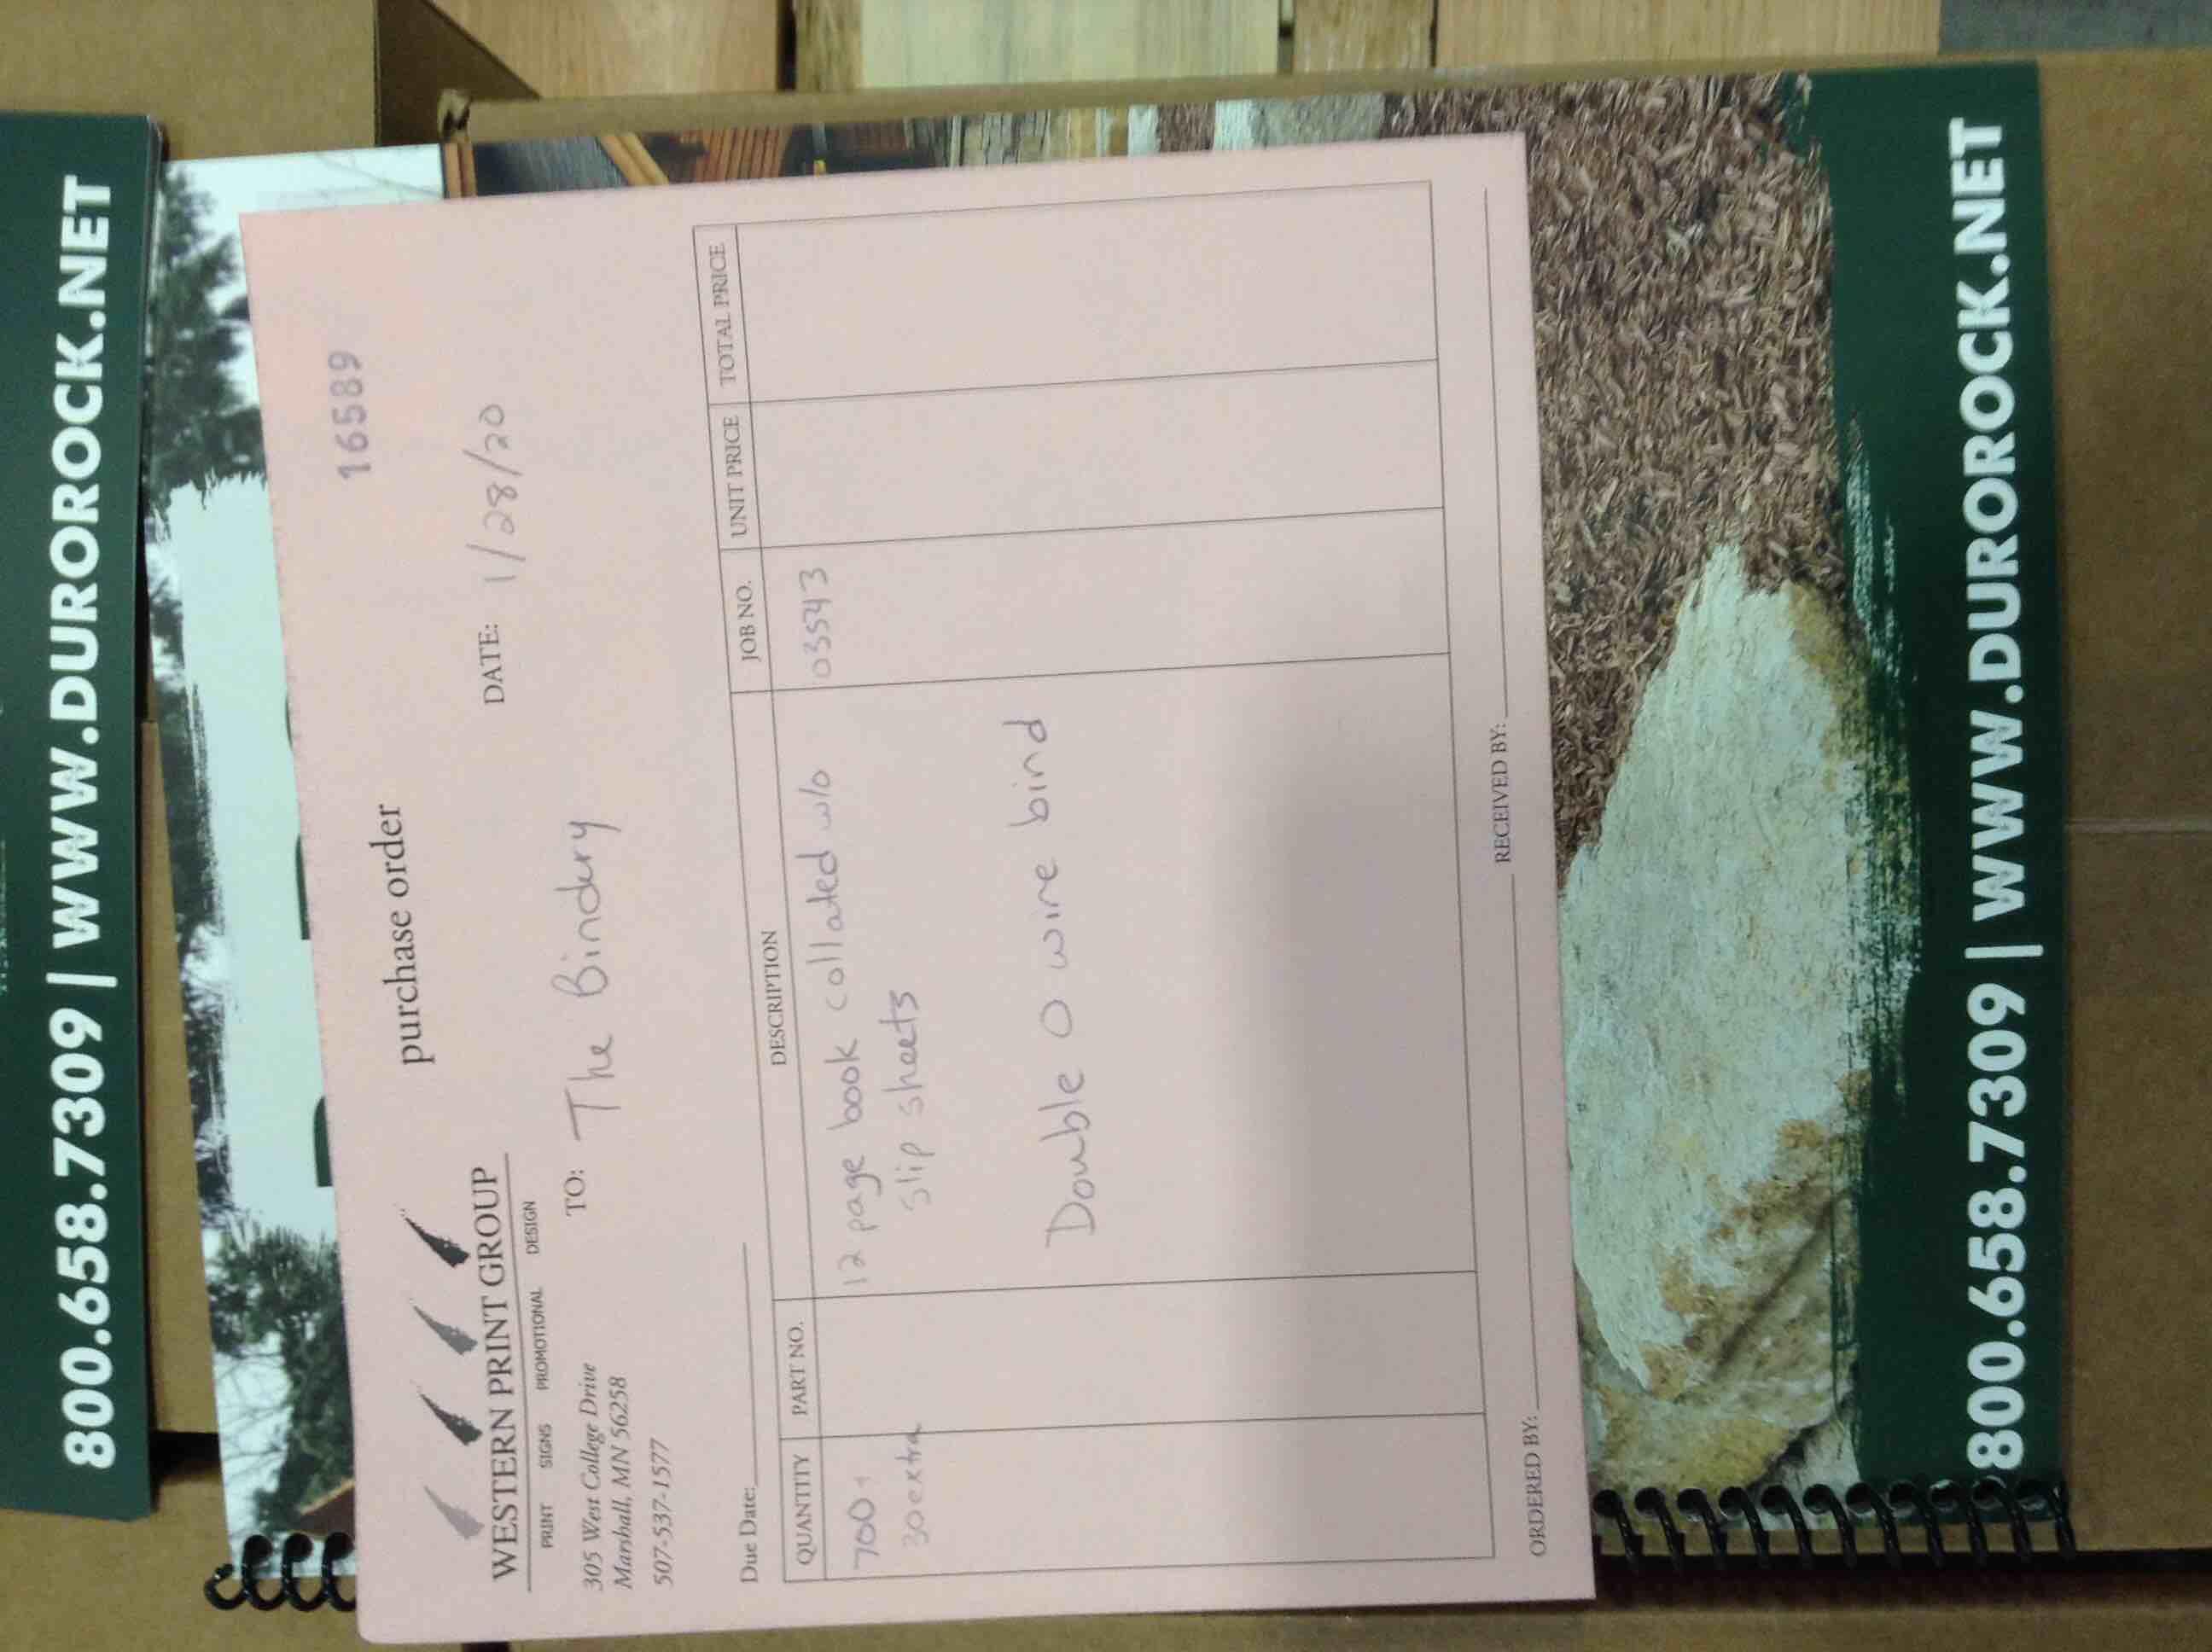 800.658.7309 | WWW.DUROROCK.NET
16589
purchase order
WESTERN PRINT GROUP
PRINT SIGNS PROMOTIONAL DESIGN
DATE: 1/28/20
305 West College Drive
Marshall, MN 56258
507-537-1577
TO: The Bindery
Due Date:
QUANTITY PART NO. DESCRIPTION JOB NO. UNIT PRICE TOTAL PRICE
700+ 12 page book collated w/o 035543
30 extra slip sheets
Double O wire bind
ORDERED BY: RECEIVED BY:
800.658.7309 | WWW.DUROROCK.NET